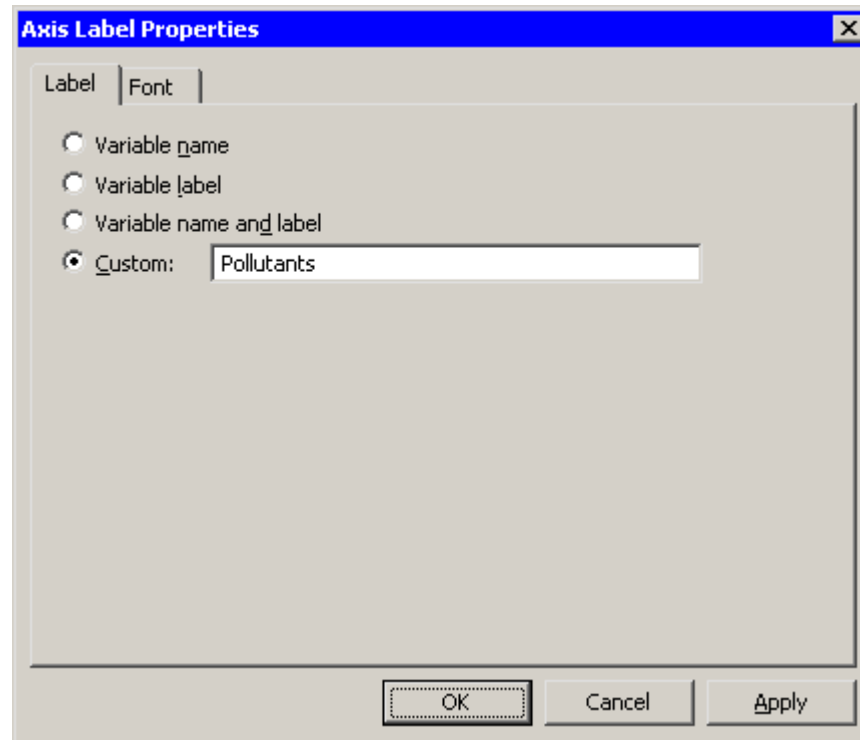 Axis Label Properties
Label Font
Variable name
Variable label
Variable name and label
Custom: Pollutants
OK Cancel Apply